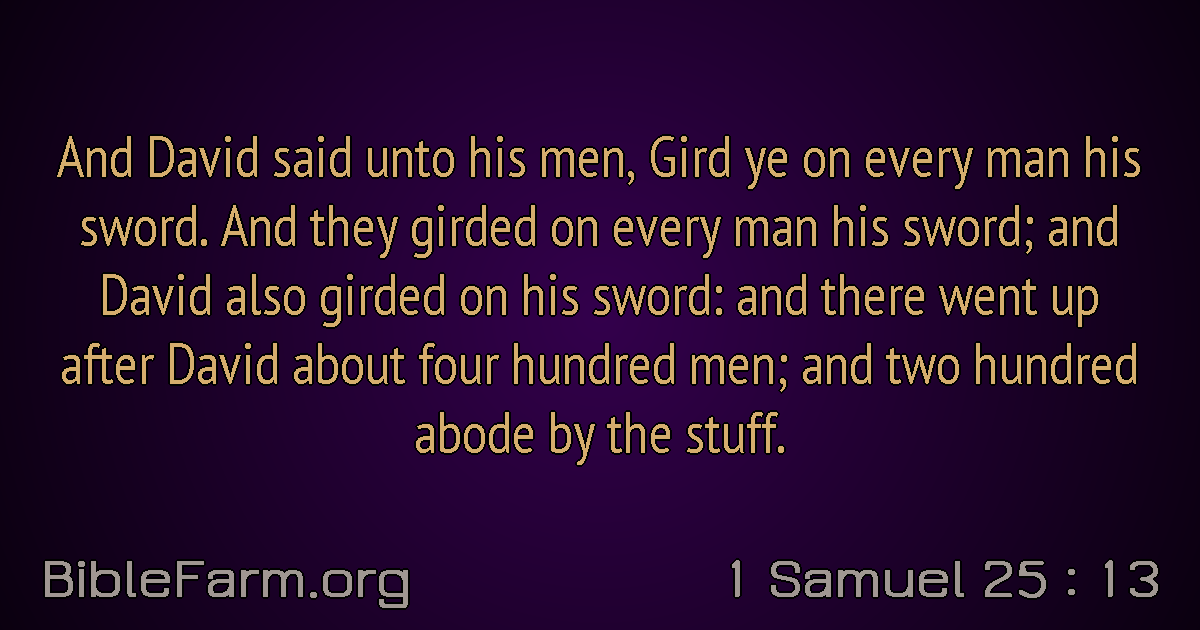 And David said unto his men, Gird ye on every man his
sword. And they girded on every man his sword; and
David also girded on his sword: and there went up
after David about four hundred men; and two hundred
abode by the stuff.
BibleFarm.org
1 Samuel 25 : 13